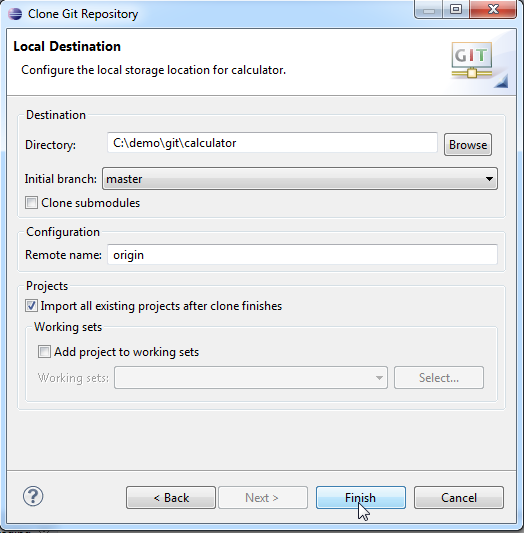 Clone Git Repository
Local Destination
Configure the local storage location for calculator.
GIT
Destination
Directory: C:\demo\git\calculator Browse
Initial branch: master
Clone submodules
Configuration
Remote name: origin
Projects
Import all existing projects after clone finishes
Working sets
Add project to working sets
Working sets: Select...
? < Back Next > Finish Cancel